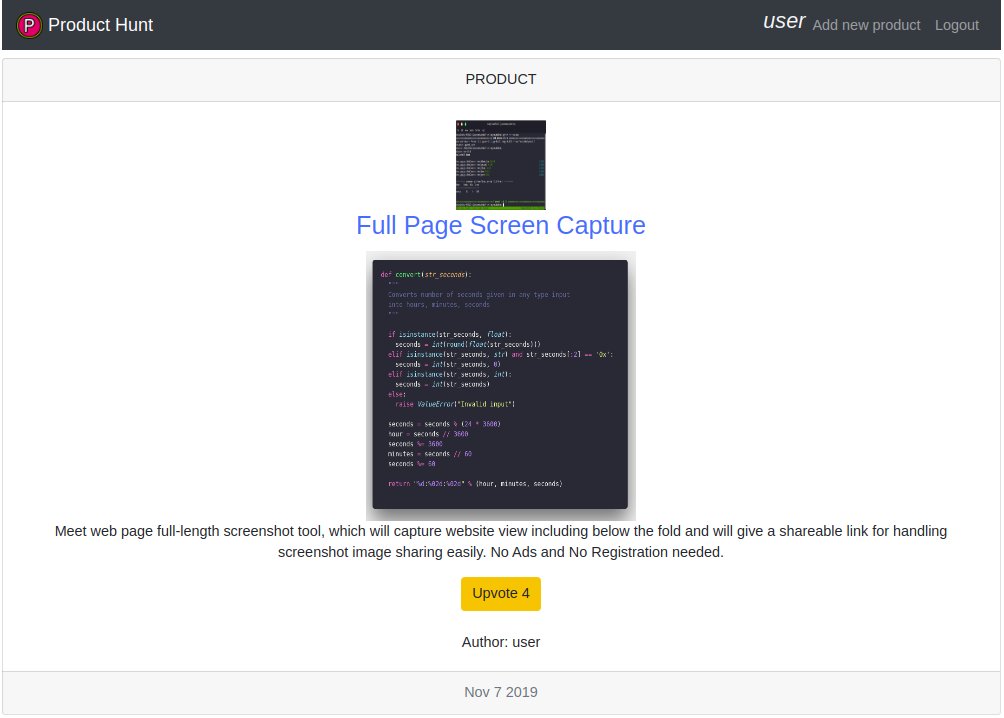 P Product Hunt
user Add new product Logout
PRODUCT
Full Page Screen Capture
def convert(str_seconds):
"""
Converts number of seconds given in any type input
into hours, minutes, seconds
"""
if isinstance(str_seconds, float):
seconds = int(round(float(str_seconds)))
elif isinstance(str_seconds, str) and str_seconds[:2] == '0x':
seconds = int(str_seconds, 0)
elif isinstance(str_seconds, int):
seconds = int(str_seconds)
else:
raise ValueError("Invalid input")
seconds = seconds % (24 * 3600)
hour = seconds // 3600
seconds %= 3600
minutes = seconds // 60
seconds %= 60
return "%d:%02d:%02d" % (hour, minutes, seconds)
Meet web page full-length screenshot tool, which will capture website view including below the fold and will give a shareable link for handling
screenshot image sharing easily. No Ads and No Registration needed.
Upvote 4
Author: user
Nov 7 2019